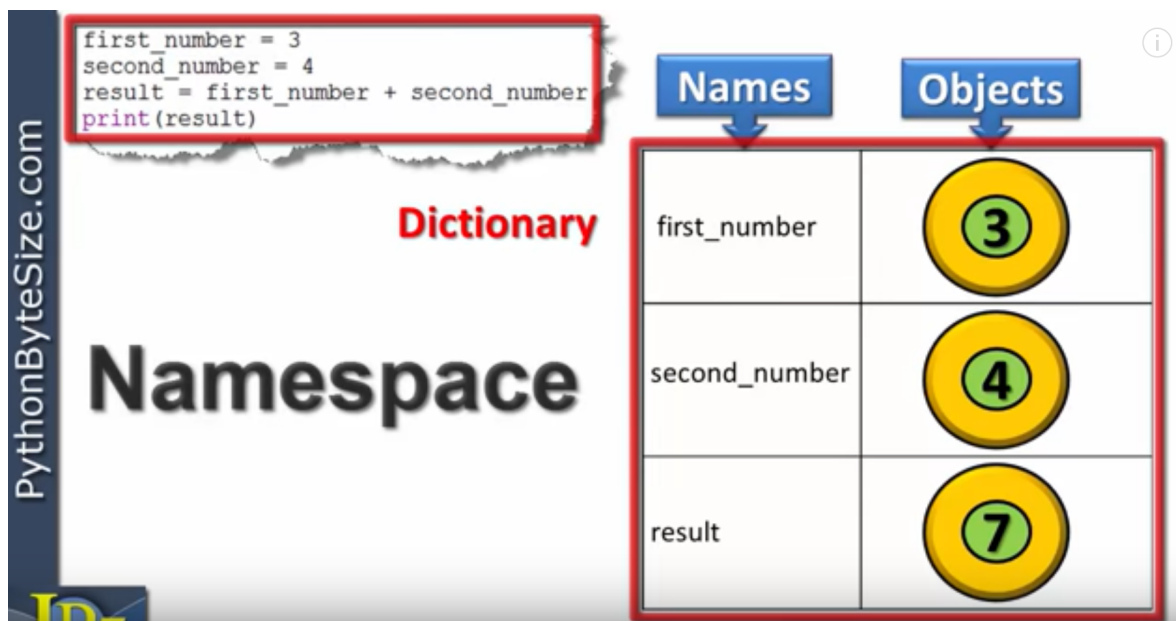 first_number = 3
second_number = 4
result = first_number + second_number
print(result)
PythonByteSize.com
Dictionary
Namespace
Names
Objects
first_number
3
second_number
4
result
7
i